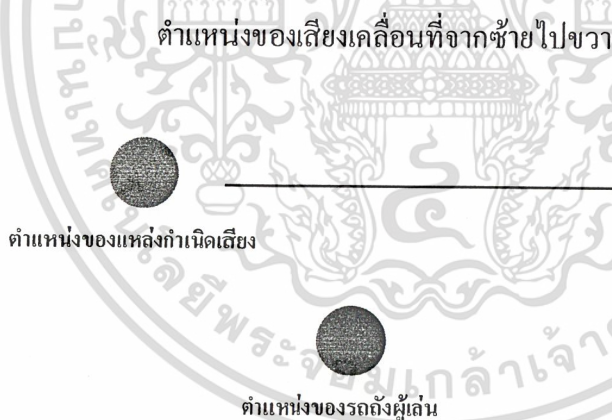 ตำแหน่งของเสียงเคลื่อนที่จากซ้ายไปขวา
ตำแหน่งของแหล่งกำเนิดเสียง
ตำแหน่งของรถถังผู้เล่น